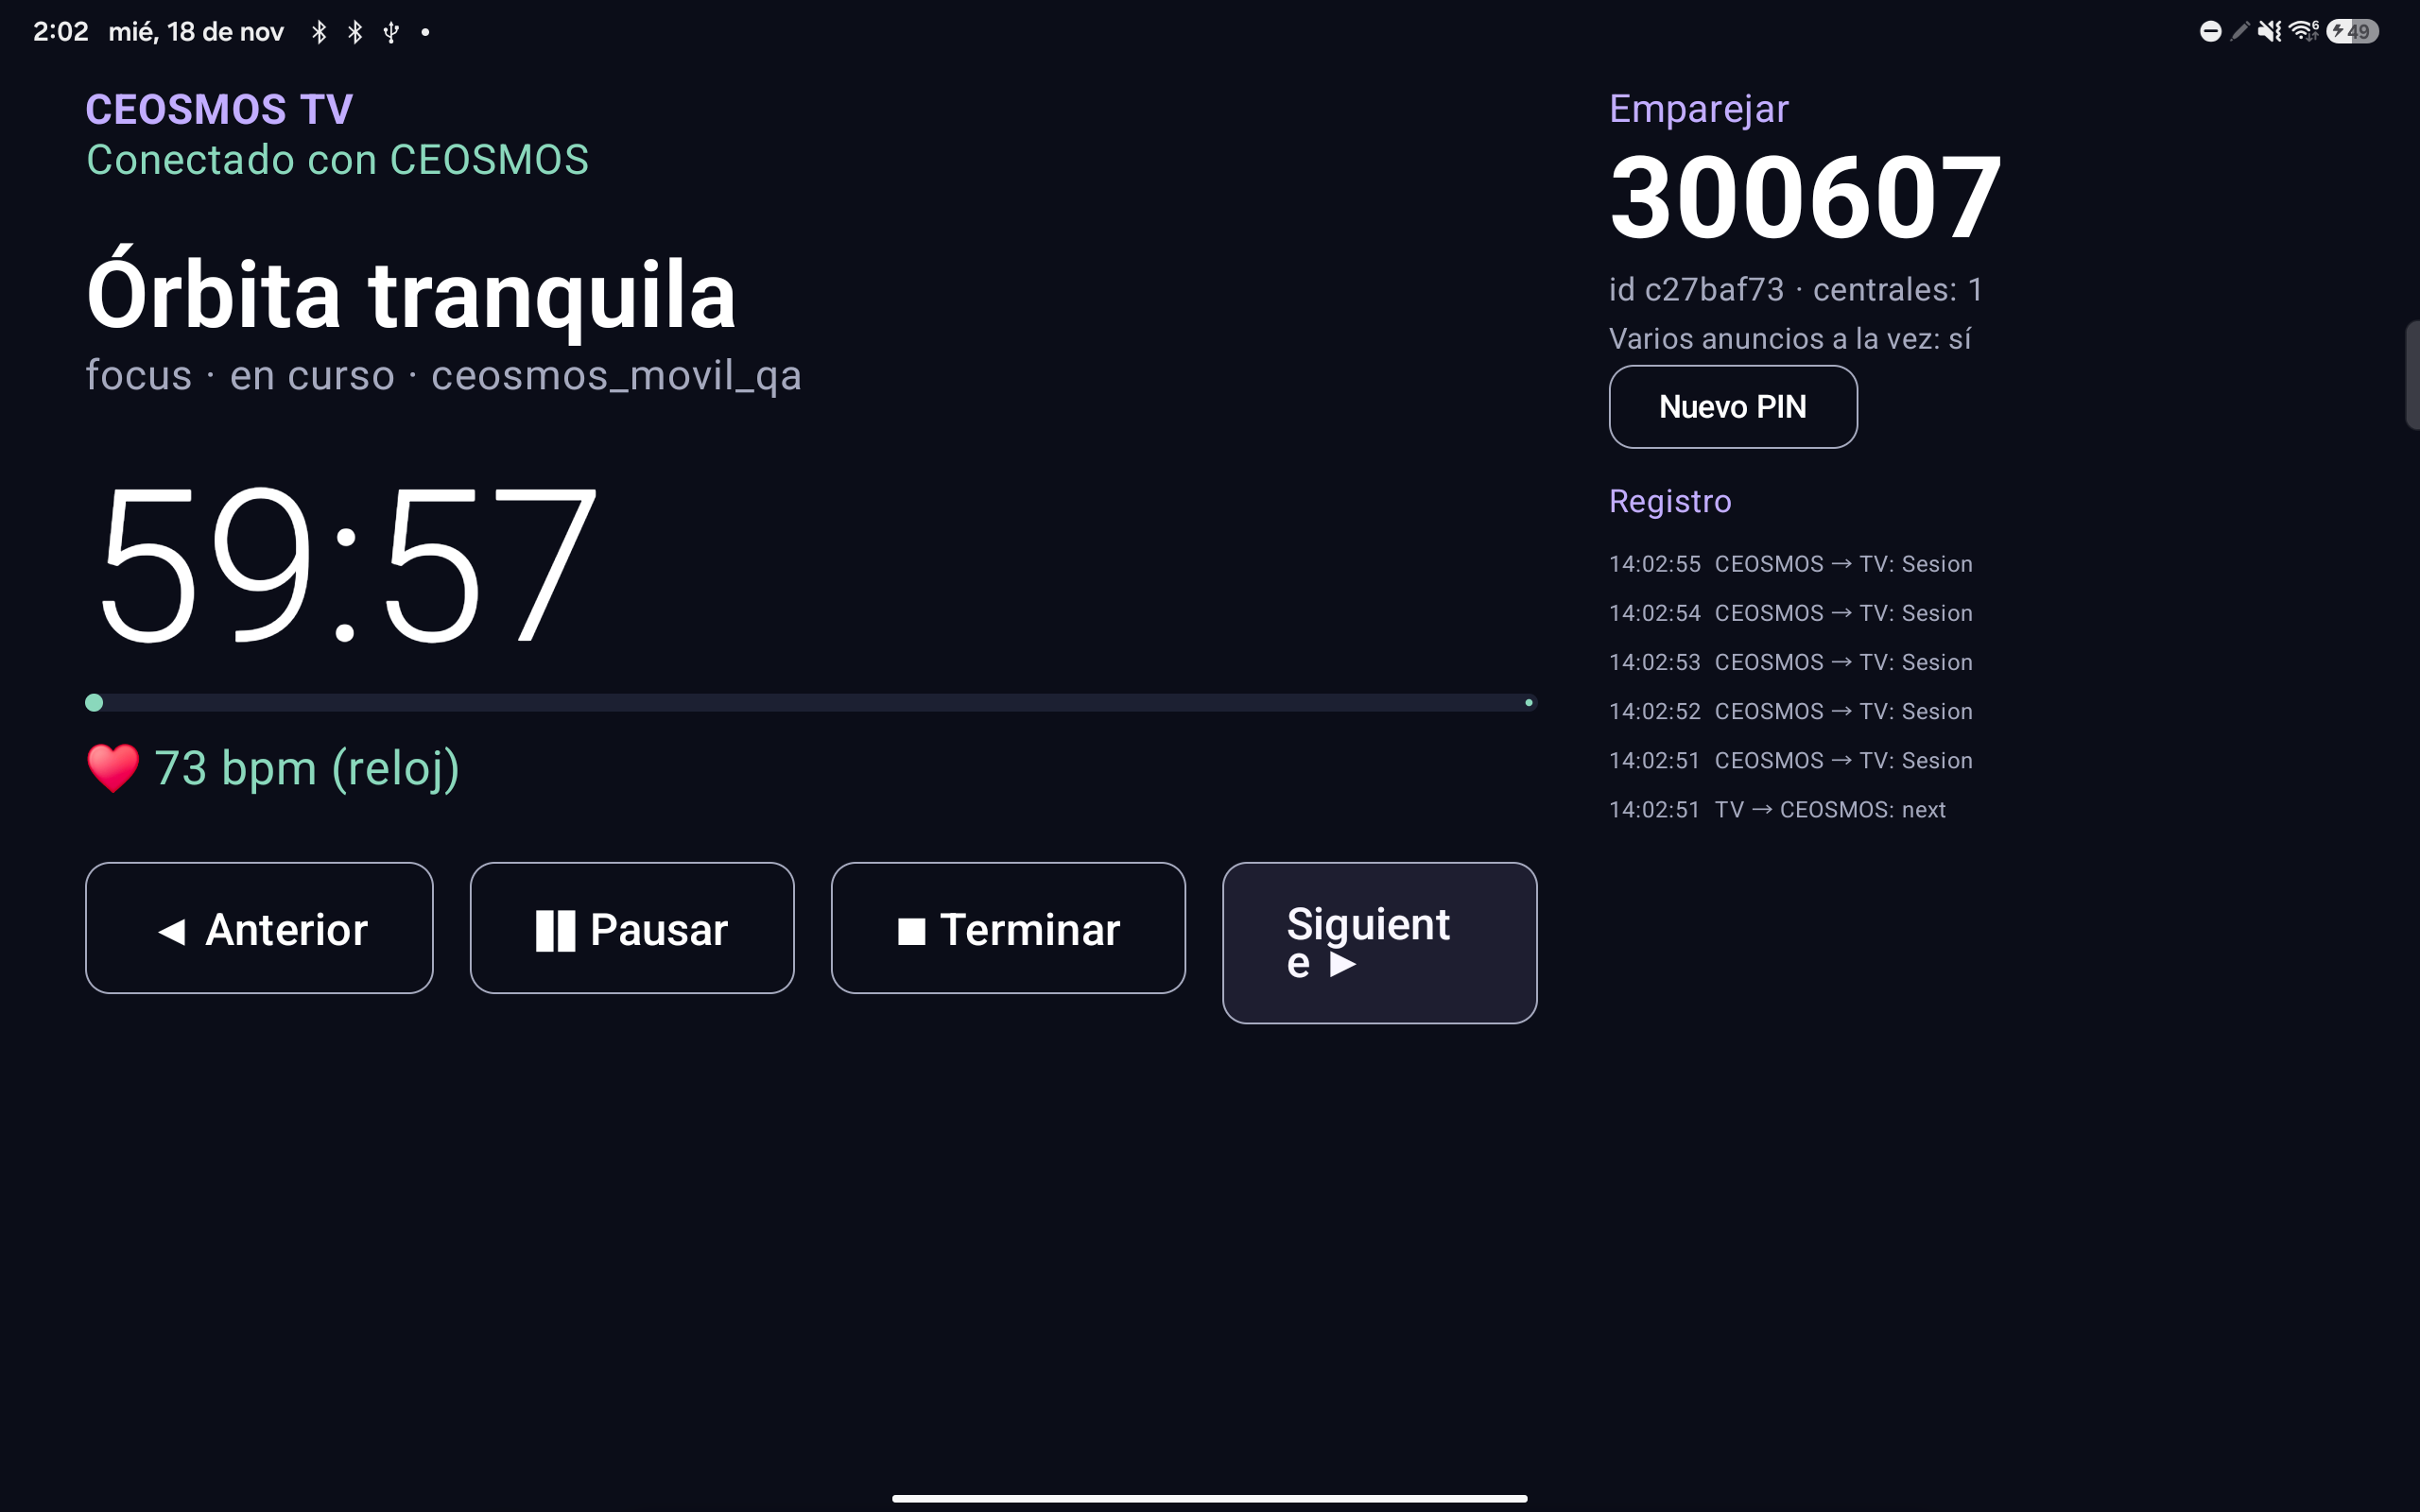 2:02 mié, 18 de nov
6
49
CEOSMOS TV
Conectado con CEOSMOS
Órbita tranquila
focus · en curso · ceosmos_movil_qa
59:57
73 bpm (reloj)
◀ Anterior
▮▮ Pausar
■ Terminar
Siguient
e ▶
Emparejar
300607
id c27baf73 · centrales: 1
Varios anuncios a la vez: sí
Nuevo PIN
Registro
14:02:55 CEOSMOS → TV: Sesion
14:02:54 CEOSMOS → TV: Sesion
14:02:53 CEOSMOS → TV: Sesion
14:02:52 CEOSMOS → TV: Sesion
14:02:51 CEOSMOS → TV: Sesion
14:02:51 TV → CEOSMOS: next